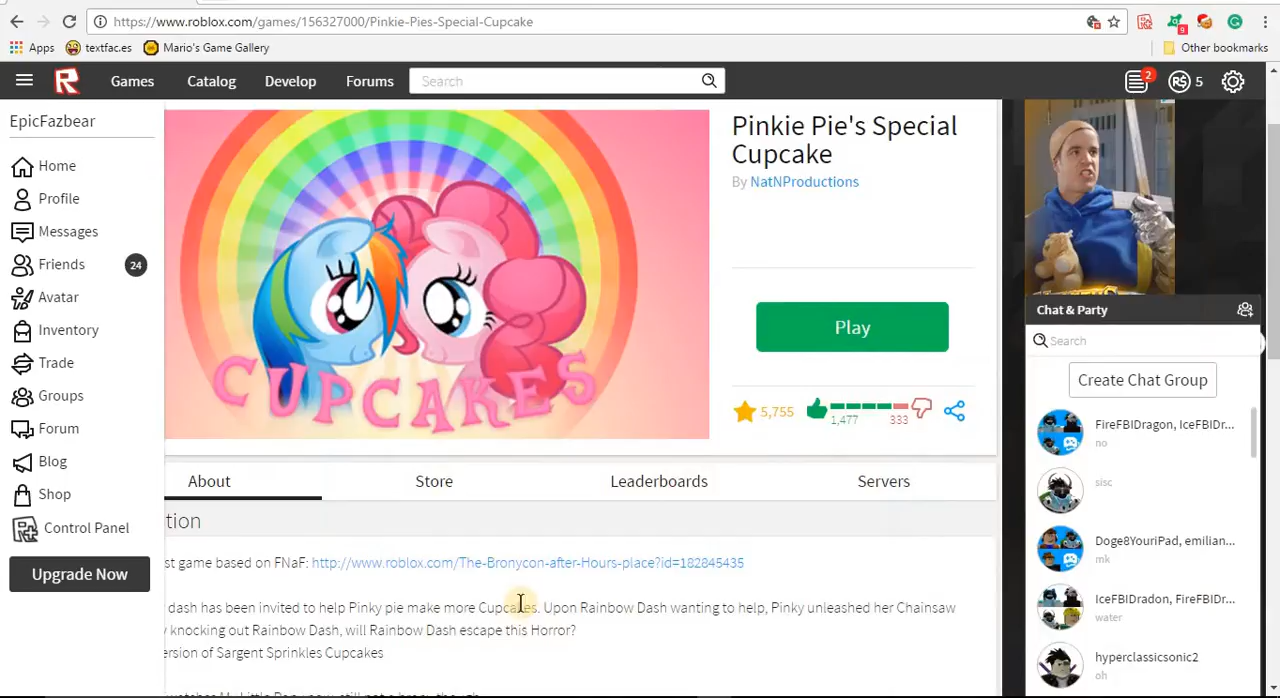 https://www.roblox.com/games/156327000/Pinkie-Pies-Special-Cupcake
9
Apps textfac.es Mario's Game Gallery Other bookmarks
Games Catalog Develop Forums Search 2 5
EpicFazbear
Home
Profile
Messages
Friends 24
Avatar
Inventory
Trade
Groups
Forum
Blog
Shop
Control Panel
Upgrade Now
CUPCAKES
Pinkie Pie's Special
Cupcake
By NatNProductions
Play
5,755 1,477 333
About Store Leaderboards Servers
tion
st game based on FNaF: http://www.roblox.com/The-Bronycon-after-Hours-place?id=182845435
dash has been invited to help Pinky pie make more Cupcakes. Upon Rainbow Dash wanting to help, Pinky unleashed her Chainsaw
y knocking out Rainbow Dash, will Rainbow Dash escape this Horror?
ersion of Sargent Sprinkles Cupcakes
Chat & Party
Search
Create Chat Group
FireFBIDragon, IceFBIDr...
no
sisc
Doge8YouriPad, emilian...
mk
IceFBIDradon, FireFBIDr...
water
hyperclassicsonic2
oh